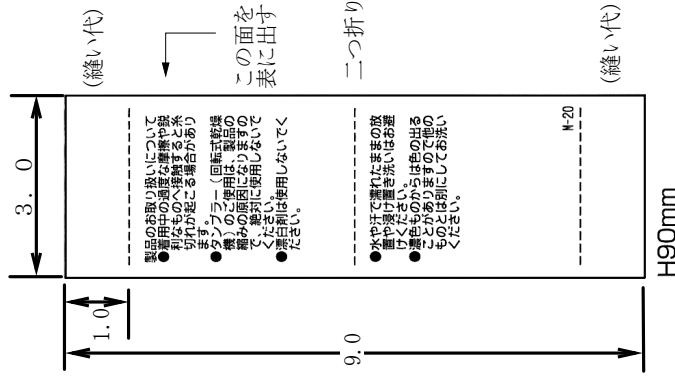 3.0
1.0
9.0
(縫い代)
この面を
表に出す
二つ折り
(縫い代)
製品のお取り扱いについて
●着用中の過度な摩擦や鋭
利なものへ接触すると糸
切れが起こる場合があり
ます。
●タンブラー(回転式乾燥
機)のご使用は、製品の
縮みの原因になりますの
で、絶対に使用しないで
ください。
●漂白剤は使用しないでく
ださい。
●水や汗で濡れたままの放
置や浸け置き洗いはお避
けください。
●濃色ものからは色の出る
ことがありますので他の
ものとは別にしてお洗い
ください。
M-20
H90mm